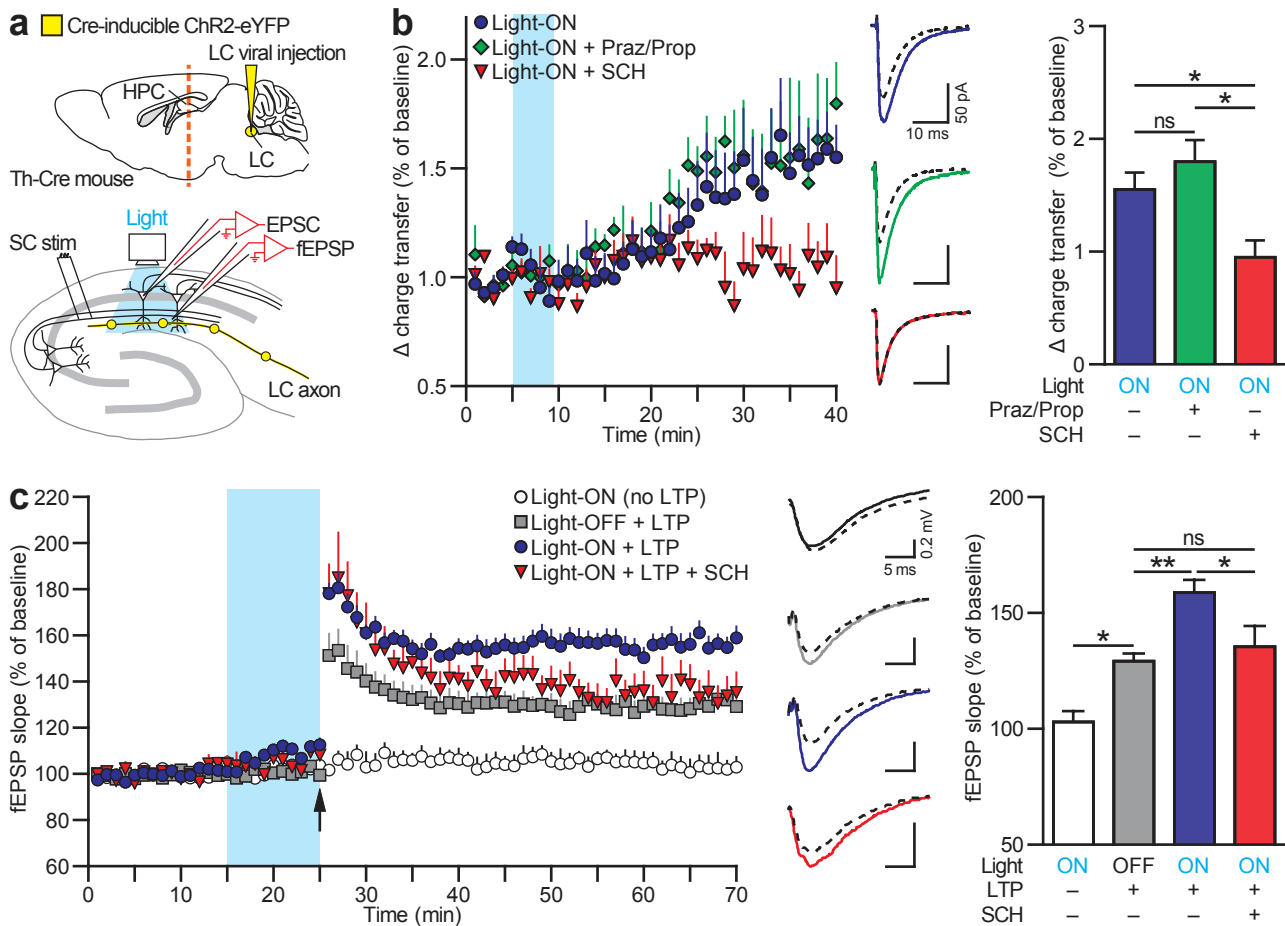 a
Cre-inducible ChR2-eYFP
LC viral injection
HPC
LC
Th-Cre mouse
Light
EPSC
fEPSP
SC stim
LC axon
b
Light-ON
Light-ON + Praz/Prop
Light-ON + SCH
Δ charge transfer (% of baseline)
2.0
1.5
1.0
0.5
0 10 20 30 40
Time (min)
50 pA
10 ms
Δ charge transfer (% of baseline)
3
2
1
0
*
*
ns
Light ON ON ON
Praz/Prop – + –
SCH – – +
c
Light-ON (no LTP)
Light-OFF + LTP
Light-ON + LTP
Light-ON + LTP + SCH
fEPSP slope (% of baseline)
220
200
180
160
140
120
100
80
60
0 10 20 30 40 50 60 70
Time (min)
0.2 mV
5 ms
fEPSP slope (% of baseline)
200
150
100
50
ns
** *
*
Light ON OFF ON ON
LTP – + + +
SCH – – – +